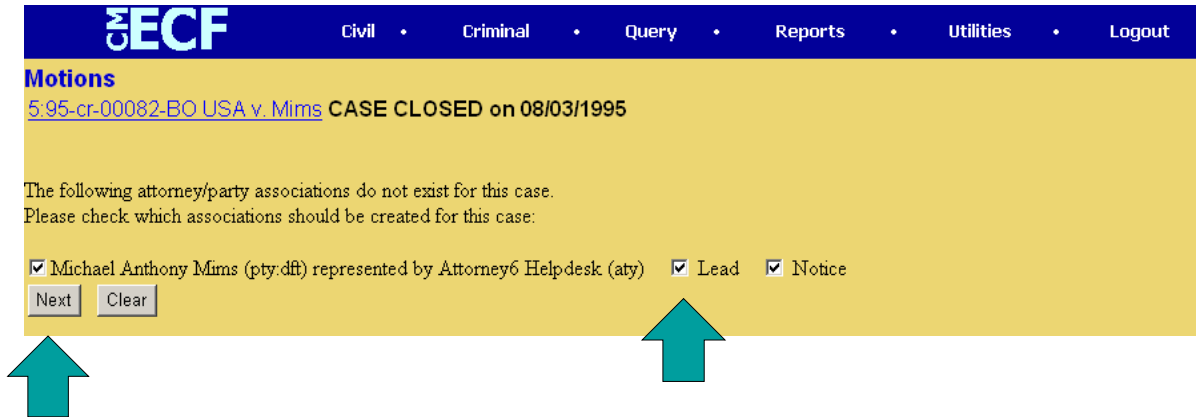 CM ECF Civil • Criminal • Query • Reports • Utilities • Logout
Motions
5:95-cr-00082-BO USA v. Mims CASE CLOSED on 08/03/1995
The following attorney/party associations do not exist for this case.
Please check which associations should be created for this case:
Michael Anthony Mims (pty:dft) represented by Attorney6 Helpdesk (aty) Lead Notice
Next Clear